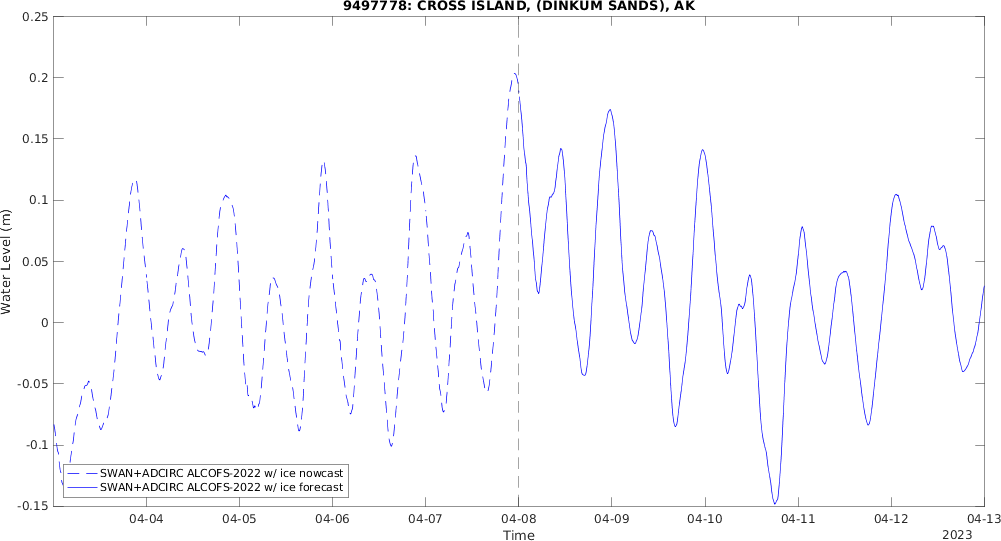 9497778: CROSS ISLAND, (DINKUM SANDS), AK
0.25
0.2
0.15
0.1
0.05
0
-0.05
-0.1
-0.15
Water Level (m)
SWAN+ADCIRC ALCOFS-2022 w/ ice nowcast
SWAN+ADCIRC ALCOFS-2022 w/ ice forecast
04-04 04-05 04-06 04-07 04-08 04-09 04-10 04-11 04-12 04-13
Time
2023